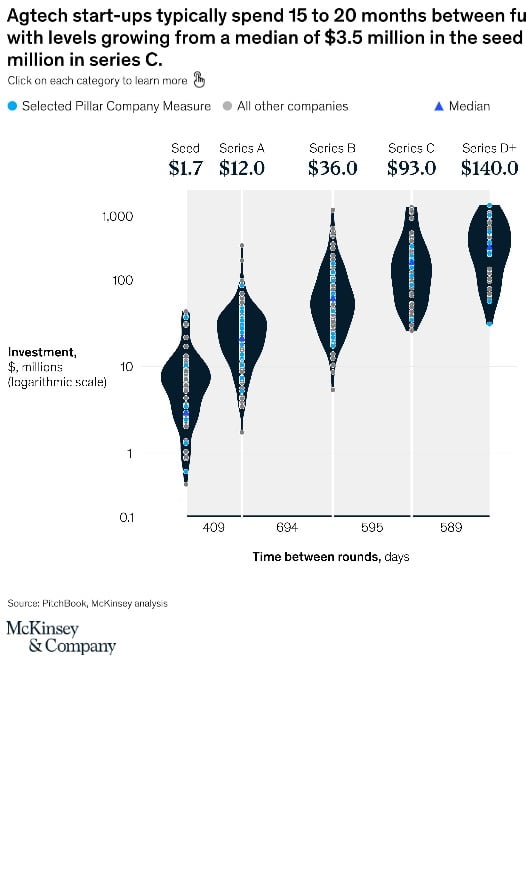 Agtech start-ups typically spend 15 to 20 months between fu
with levels growing from a median of $3.5 million in the seed
million in series C.
Click on each category to learn more
Selected Pillar Company Measure All other companies Median
Seed Series A Series B Series C Series D+
$1.7 $12.0 $36.0 $93.0 $140.0
1,000
100
Investment,
$, millions
(logarithmic scale)
10
1
0.1
409 694 595 589
Time between rounds, days
Source: PitchBook, McKinsey analysis
McKinsey
& Company